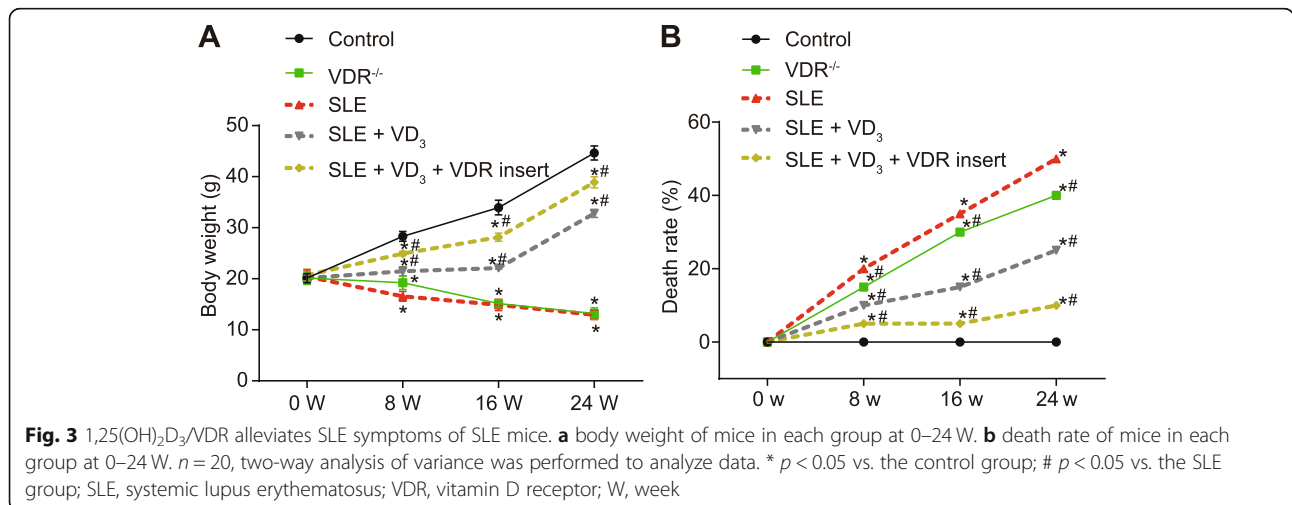 A
Control
VDR-/-
SLE
SLE + VD3
SLE + VD3 + VDR insert
Body weight (g)
50
40
30
20
10
0
0 W
8 W
16 W
24 W
*#
*#
*
*
*#
*#
*
*
*#
*#
*
*
B
Control
VDR-/-
SLE
SLE + VD3
SLE + VD3 + VDR insert
Death rate (%)
60
40
20
0
0 w
8 w
16 w
24 w
*
*#
*#
*#
*
*#
*#
*#
*
*#
*#
*#
Fig. 3 1,25(OH)2D3/VDR alleviates SLE symptoms of SLE mice. a body weight of mice in each group at 0–24 W. b death rate of mice in each
group at 0–24 W. n = 20, two-way analysis of variance was performed to analyze data. * p < 0.05 vs. the control group; # p < 0.05 vs. the SLE
group; SLE, systemic lupus erythematosus; VDR, vitamin D receptor; W, week